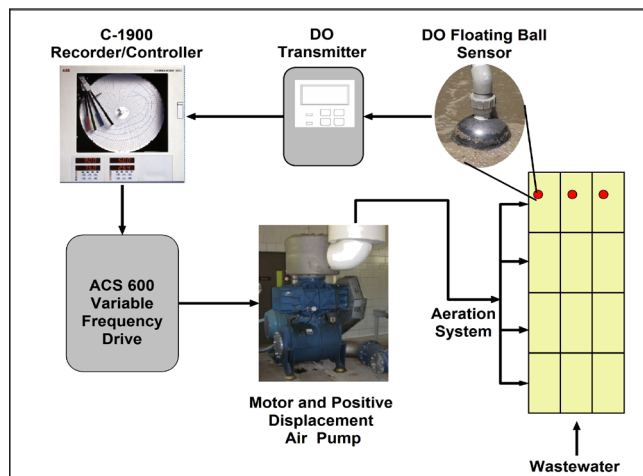 C-1900
Recorder/Controller
DO
Transmitter
DO Floating Ball
Sensor
ACS 600
Variable
Frequency
Drive
Motor and Positive
Displacement
Air Pump
Aeration
System
Wastewater